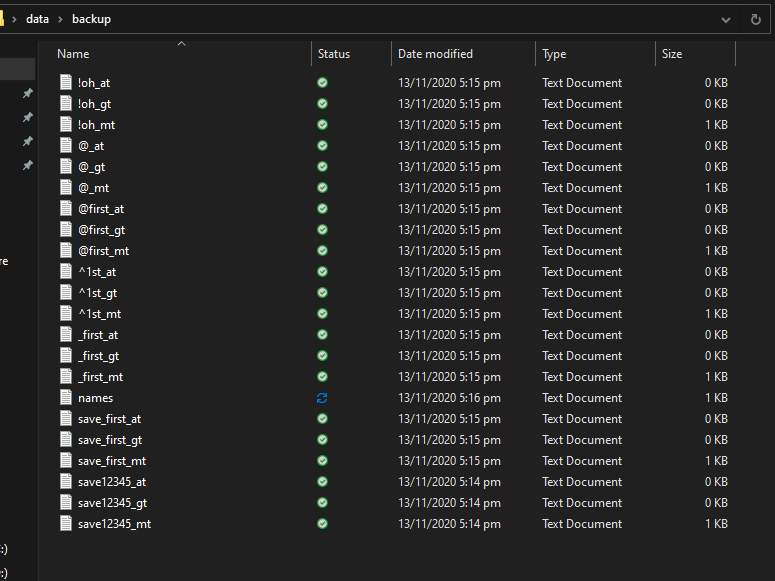 data > backup
Name Status Date modified Type Size
!oh_at 13/11/2020 5:15 pm Text Document 0 KB
!oh_gt 13/11/2020 5:15 pm Text Document 0 KB
!oh_mt 13/11/2020 5:15 pm Text Document 1 KB
@_at 13/11/2020 5:15 pm Text Document 0 KB
@_gt 13/11/2020 5:15 pm Text Document 0 KB
@_mt 13/11/2020 5:15 pm Text Document 1 KB
@first_at 13/11/2020 5:15 pm Text Document 0 KB
@first_gt 13/11/2020 5:15 pm Text Document 0 KB
@first_mt 13/11/2020 5:15 pm Text Document 1 KB
re
^1st_at 13/11/2020 5:15 pm Text Document 0 KB
^1st_gt 13/11/2020 5:15 pm Text Document 0 KB
^1st_mt 13/11/2020 5:15 pm Text Document 1 KB
_first_at 13/11/2020 5:15 pm Text Document 0 KB
_first_gt 13/11/2020 5:15 pm Text Document 0 KB
_first_mt 13/11/2020 5:15 pm Text Document 1 KB
names 13/11/2020 5:16 pm Text Document 1 KB
save_first_at 13/11/2020 5:15 pm Text Document 0 KB
save_first_gt 13/11/2020 5:15 pm Text Document 0 KB
save_first_mt 13/11/2020 5:15 pm Text Document 1 KB
save12345_at 13/11/2020 5:14 pm Text Document 0 KB
save12345_gt 13/11/2020 5:14 pm Text Document 0 KB
save12345_mt 13/11/2020 5:14 pm Text Document 1 KB
:)
:)